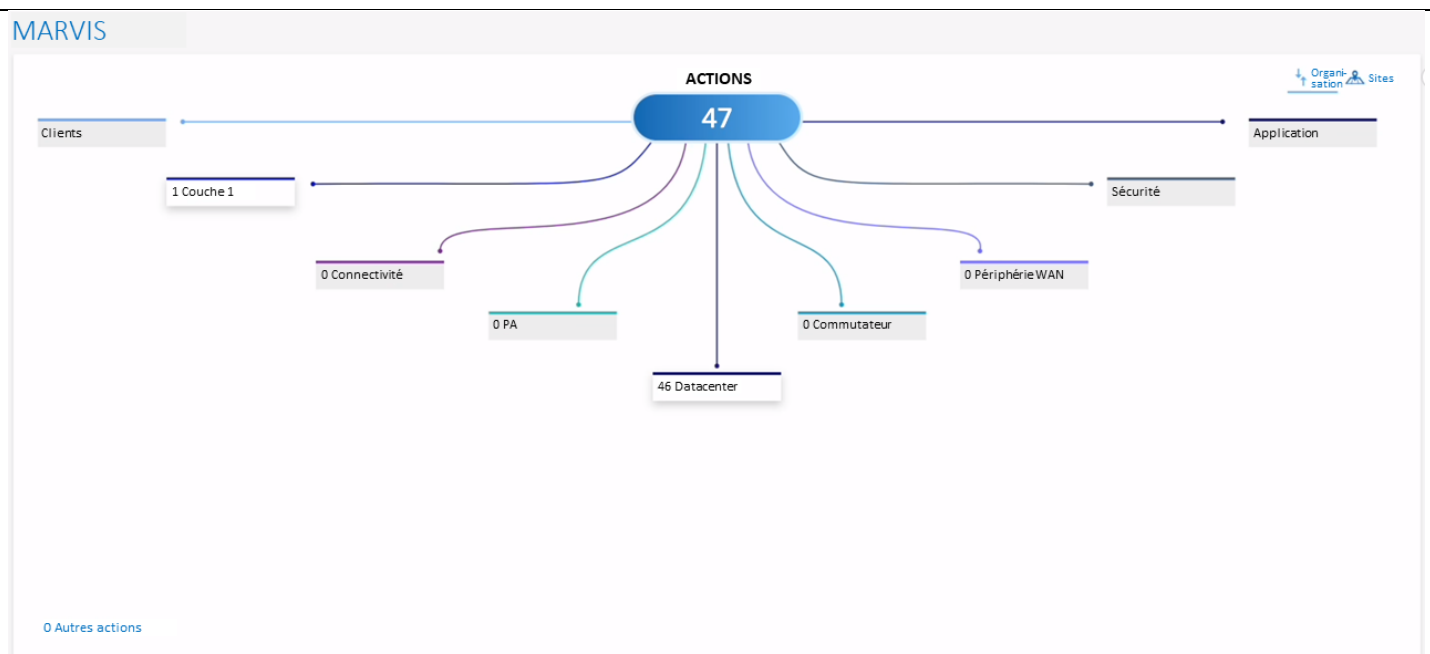 MARVIS
ACTIONS
47
Organi-
sation
Sites
Clients
Application
1 Couche 1
Sécurité
0 Connectivité
0 Périphérie WAN
0 PA
0 Commutateur
46 Datacenter
0 Autres actions